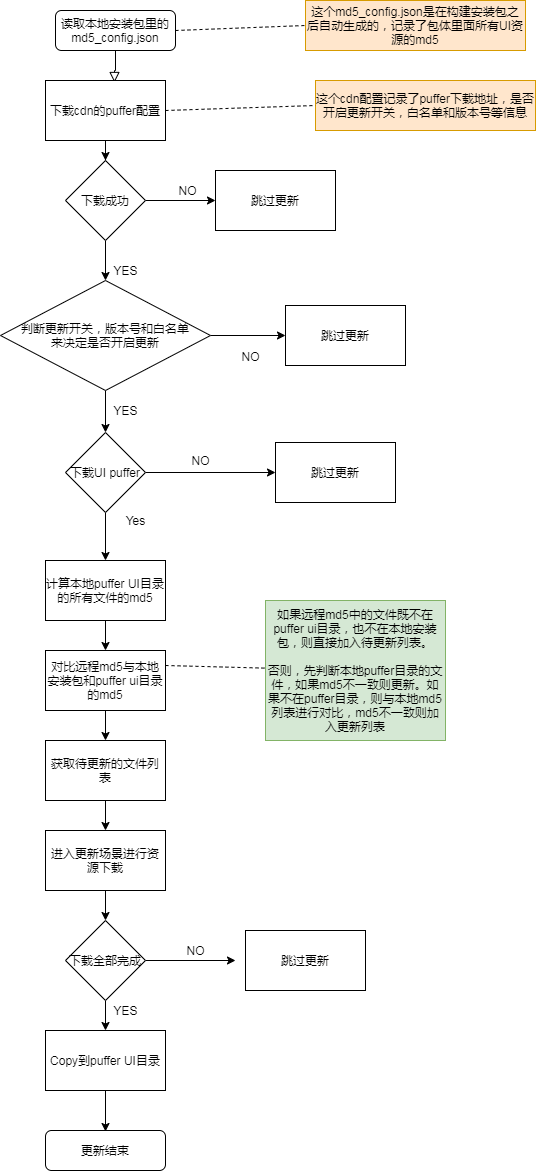 读取本地安装包里的
md5_config.json
这个md5_config.json是在构建安装包之
后自动生成的，记录了包体里面所有UI资
源的md5
下载cdn的puffer配置
这个cdn配置记录了puffer下载地址，是否
开启更新开关，白名单和版本号等信息
下载成功
NO
跳过更新
YES
判断更新开关，版本号和白名单
来决定是否开启更新
NO
跳过更新
YES
下载UI puffer
NO
跳过更新
Yes
计算本地puffer UI目录
的所有文件的md5
如果远程md5中的文件既不在
puffer ui目录，也不在本地安装
包，则直接加入待更新列表。
否则，先判断本地puffer目录的文
件，如果md5不一致则更新。如
果不在puffer目录，则与本地md5
列表进行对比，md5不一致则加
入更新列表
对比远程md5与本地
安装包和puffer ui目录
的md5
获取待更新的文件列
表
进入更新场景进行资
源下载
下载全部完成
NO
跳过更新
YES
Copy到puffer UI目录
更新结束